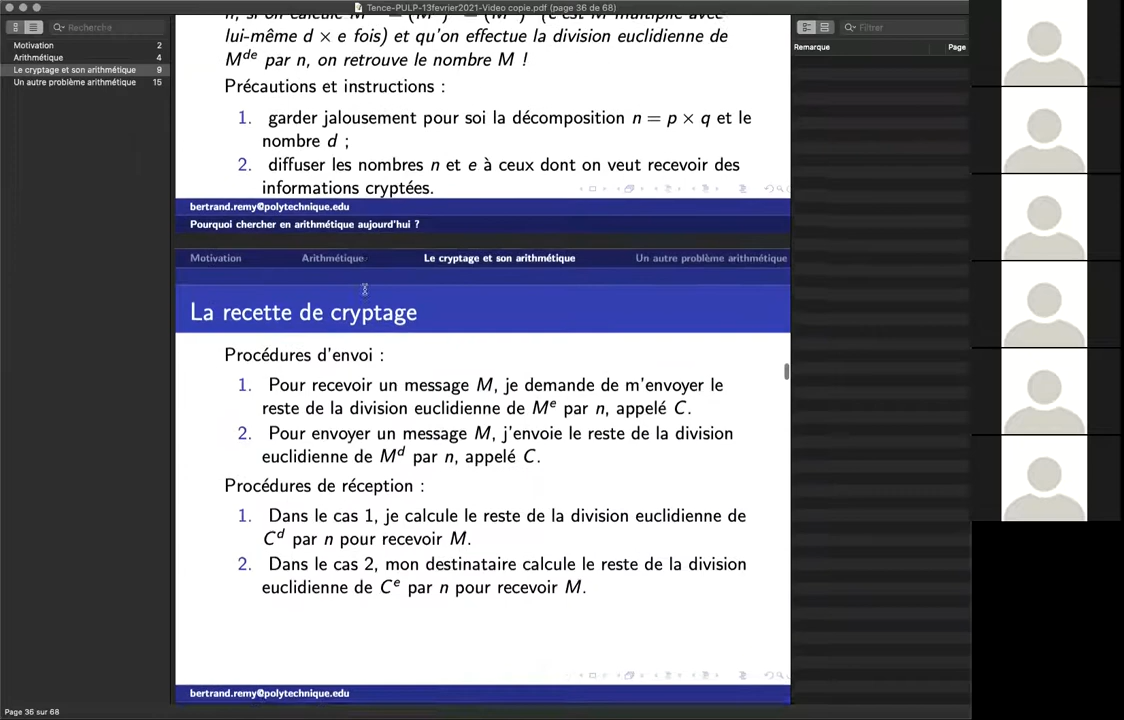 Tence-PULP-13fevrier2021-Video copie.pdf (page 36 de 68)
Recherche
Motivation 2
Arithmétique 4
Le cryptage et son arithmétique 9
Un autre problème arithmétique 15
lui-même d × e fois) et qu'on effectue la division euclidienne de
M^de par n, on retrouve le nombre M !
Précautions et instructions :
1. garder jalousement pour soi la décomposition n = p × q et le
nombre d ;
2. diffuser les nombres n et e à ceux dont on veut recevoir des
informations cryptées.
bertrand.remy@polytechnique.edu
Pourquoi chercher en arithmétique aujourd'hui ?
Motivation Arithmétique Le cryptage et son arithmétique Un autre problème arithmétique
La recette de cryptage
Procédures d'envoi :
1. Pour recevoir un message M, je demande de m'envoyer le
reste de la division euclidienne de M^e par n, appelé C.
2. Pour envoyer un message M, j'envoie le reste de la division
euclidienne de M^d par n, appelé C.
Procédures de réception :
1. Dans le cas 1, je calcule le reste de la division euclidienne de
C^d par n pour recevoir M.
2. Dans le cas 2, mon destinataire calcule le reste de la division
euclidienne de C^e par n pour recevoir M.
bertrand.remy@polytechnique.edu
Filtrer
Remarque Page
Page 36 sur 68